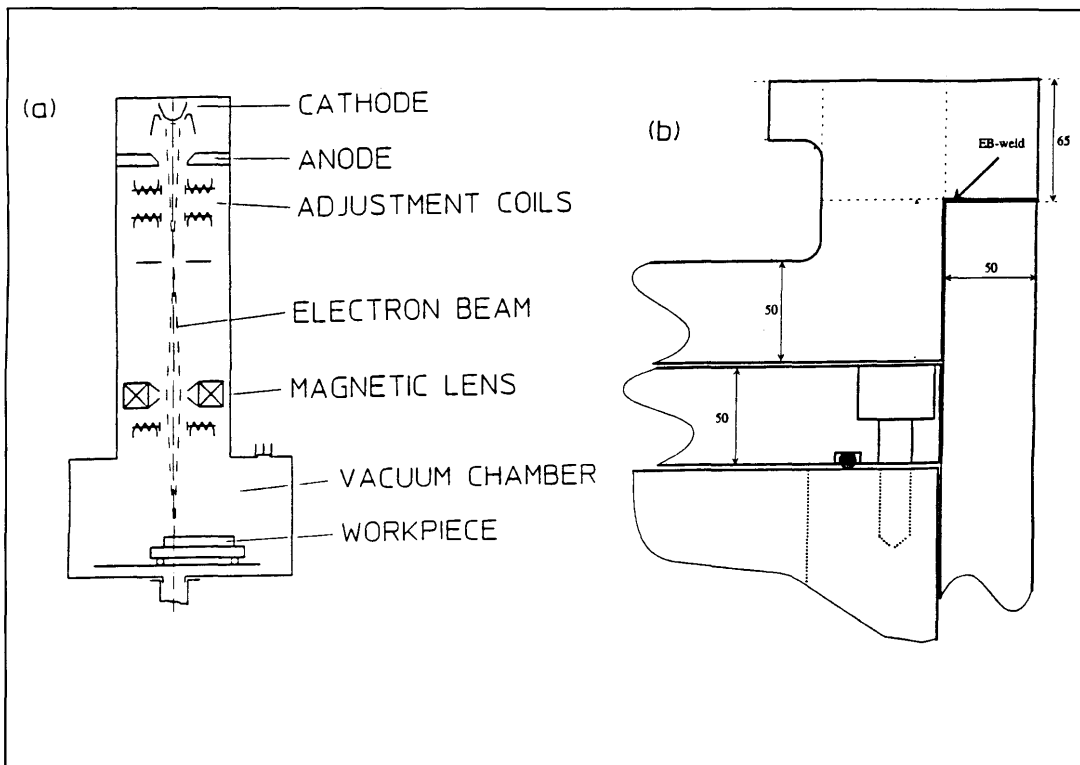 (a)
CATHODE
ANODE
ADJUSTMENT COILS
ELECTRON BEAM
MAGNETIC LENS
VACUUM CHAMBER
WORKPIECE
(b)
EB-weld
65
50
50
50